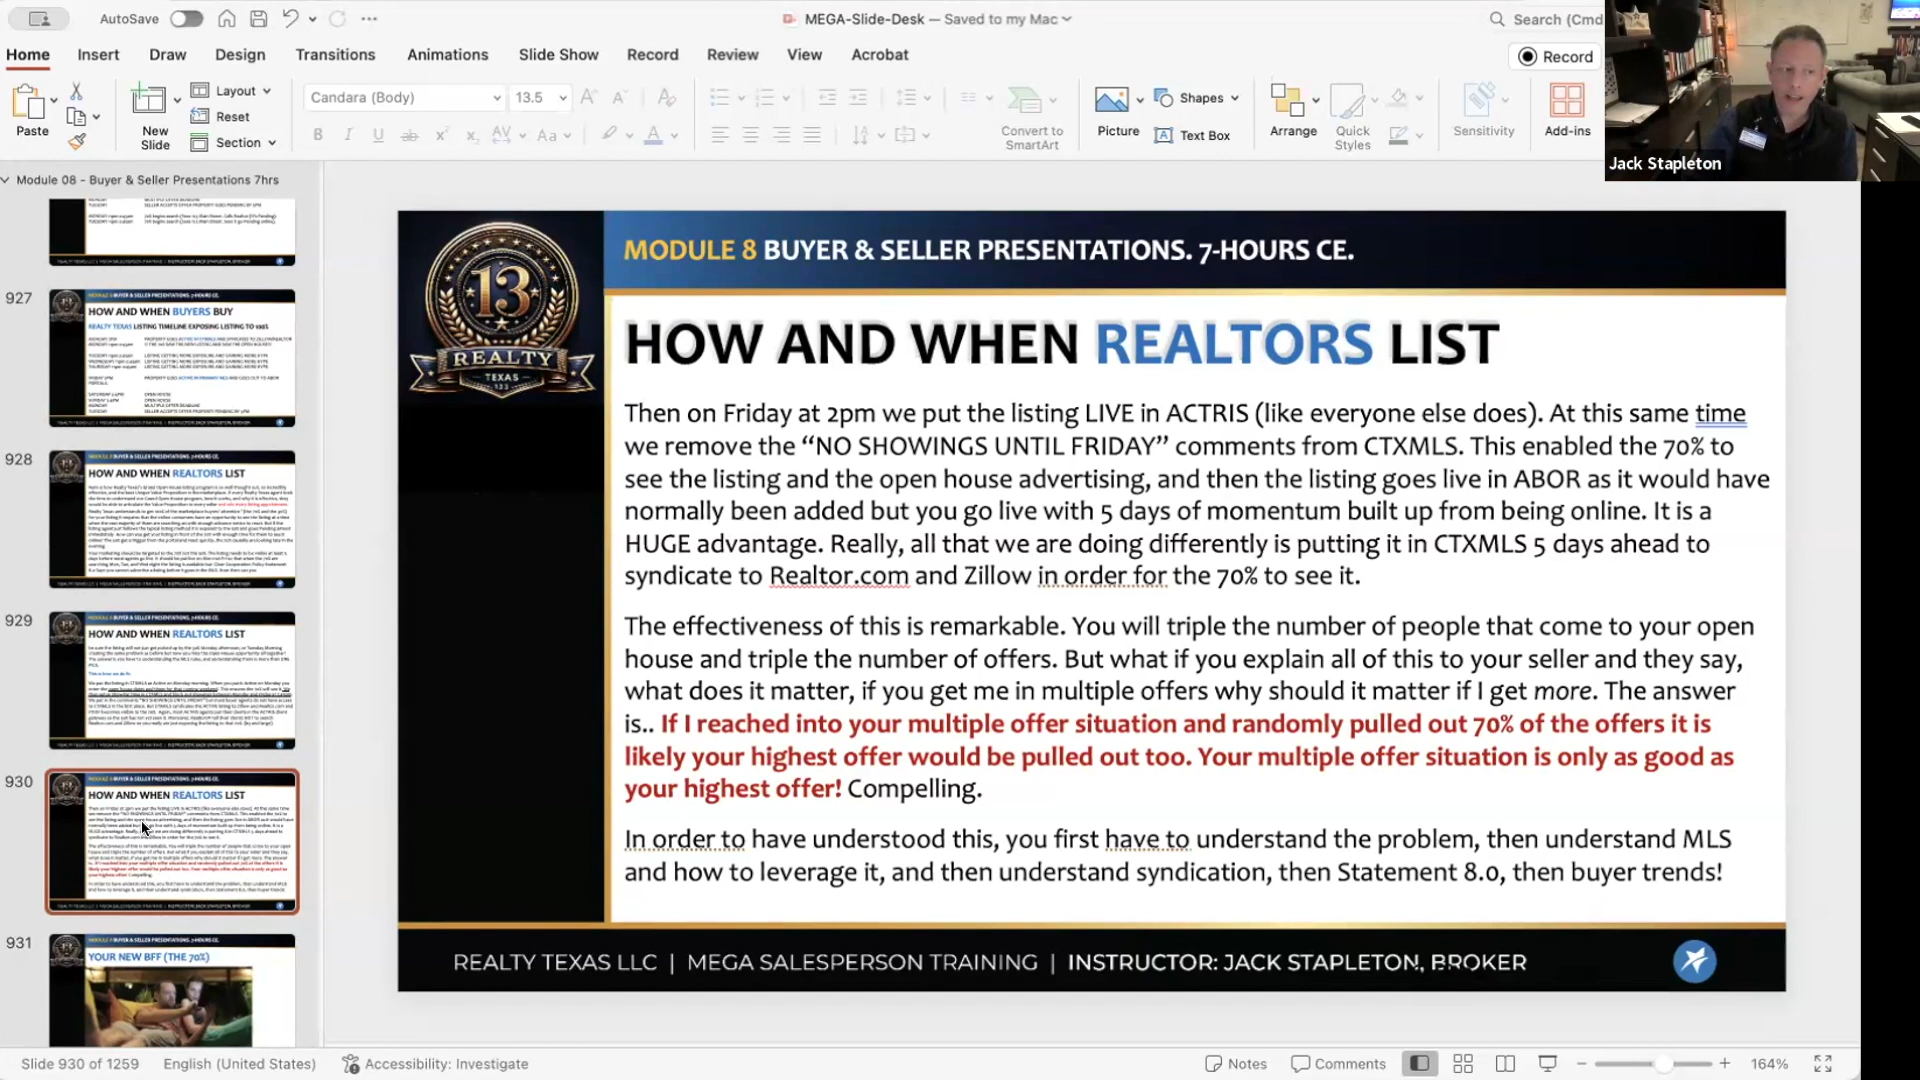 AutoSave
MEGA-Slide-Desk — Saved to my Mac
Search (Cmd
Home Insert Draw Design Transitions Animations Slide Show Record Review View Acrobat
Record
Paste
New Slide
Layout
Reset
Section
Candara (Body) 13.5
Convert to SmartArt
Picture
Shapes
Text Box
Arrange
Quick Styles
Sensitivity
Add-ins
Jack Stapleton
Module 08 - Buyer & Seller Presentations 7hrs
927
HOW AND WHEN BUYERS BUY
REALTY TEXAS LISTING TIMELINE EXPOSING LISTING TO 100%
928
HOW AND WHEN REALTORS LIST
929
HOW AND WHEN REALTORS LIST
930
HOW AND WHEN REALTORS LIST
931
YOUR NEW BFF (THE 70%)
13
REALTY
TEXAS
MODULE 8 BUYER & SELLER PRESENTATIONS. 7-HOURS CE.
HOW AND WHEN REALTORS LIST
Then on Friday at 2pm we put the listing LIVE in ACTRIS (like everyone else does). At this same time
we remove the “NO SHOWINGS UNTIL FRIDAY” comments from CTXMLS. This enabled the 70% to
see the listing and the open house advertising, and then the listing goes live in ABOR as it would have
normally been added but you go live with 5 days of momentum built up from being online. It is a
HUGE advantage. Really, all that we are doing differently is putting it in CTXMLS 5 days ahead to
syndicate to Realtor.com and Zillow in order for the 70% to see it.
The effectiveness of this is remarkable. You will triple the number of people that come to your open
house and triple the number of offers. But what if you explain all of this to your seller and they say,
what does it matter, if you get me in multiple offers why should it matter if I get more. The answer
is.. If I reached into your multiple offer situation and randomly pulled out 70% of the offers it is
likely your highest offer would be pulled out too. Your multiple offer situation is only as good as
your highest offer! Compelling.
In order to have understood this, you first have to understand the problem, then understand MLS
and how to leverage it, and then understand syndication, then Statement 8.0, then buyer trends!
REALTY TEXAS LLC | MEGA SALESPERSON TRAINING | INSTRUCTOR: JACK STAPLETON, BROKER
Slide 930 of 1259
English (United States)
Accessibility: Investigate
Notes
Comments
164%